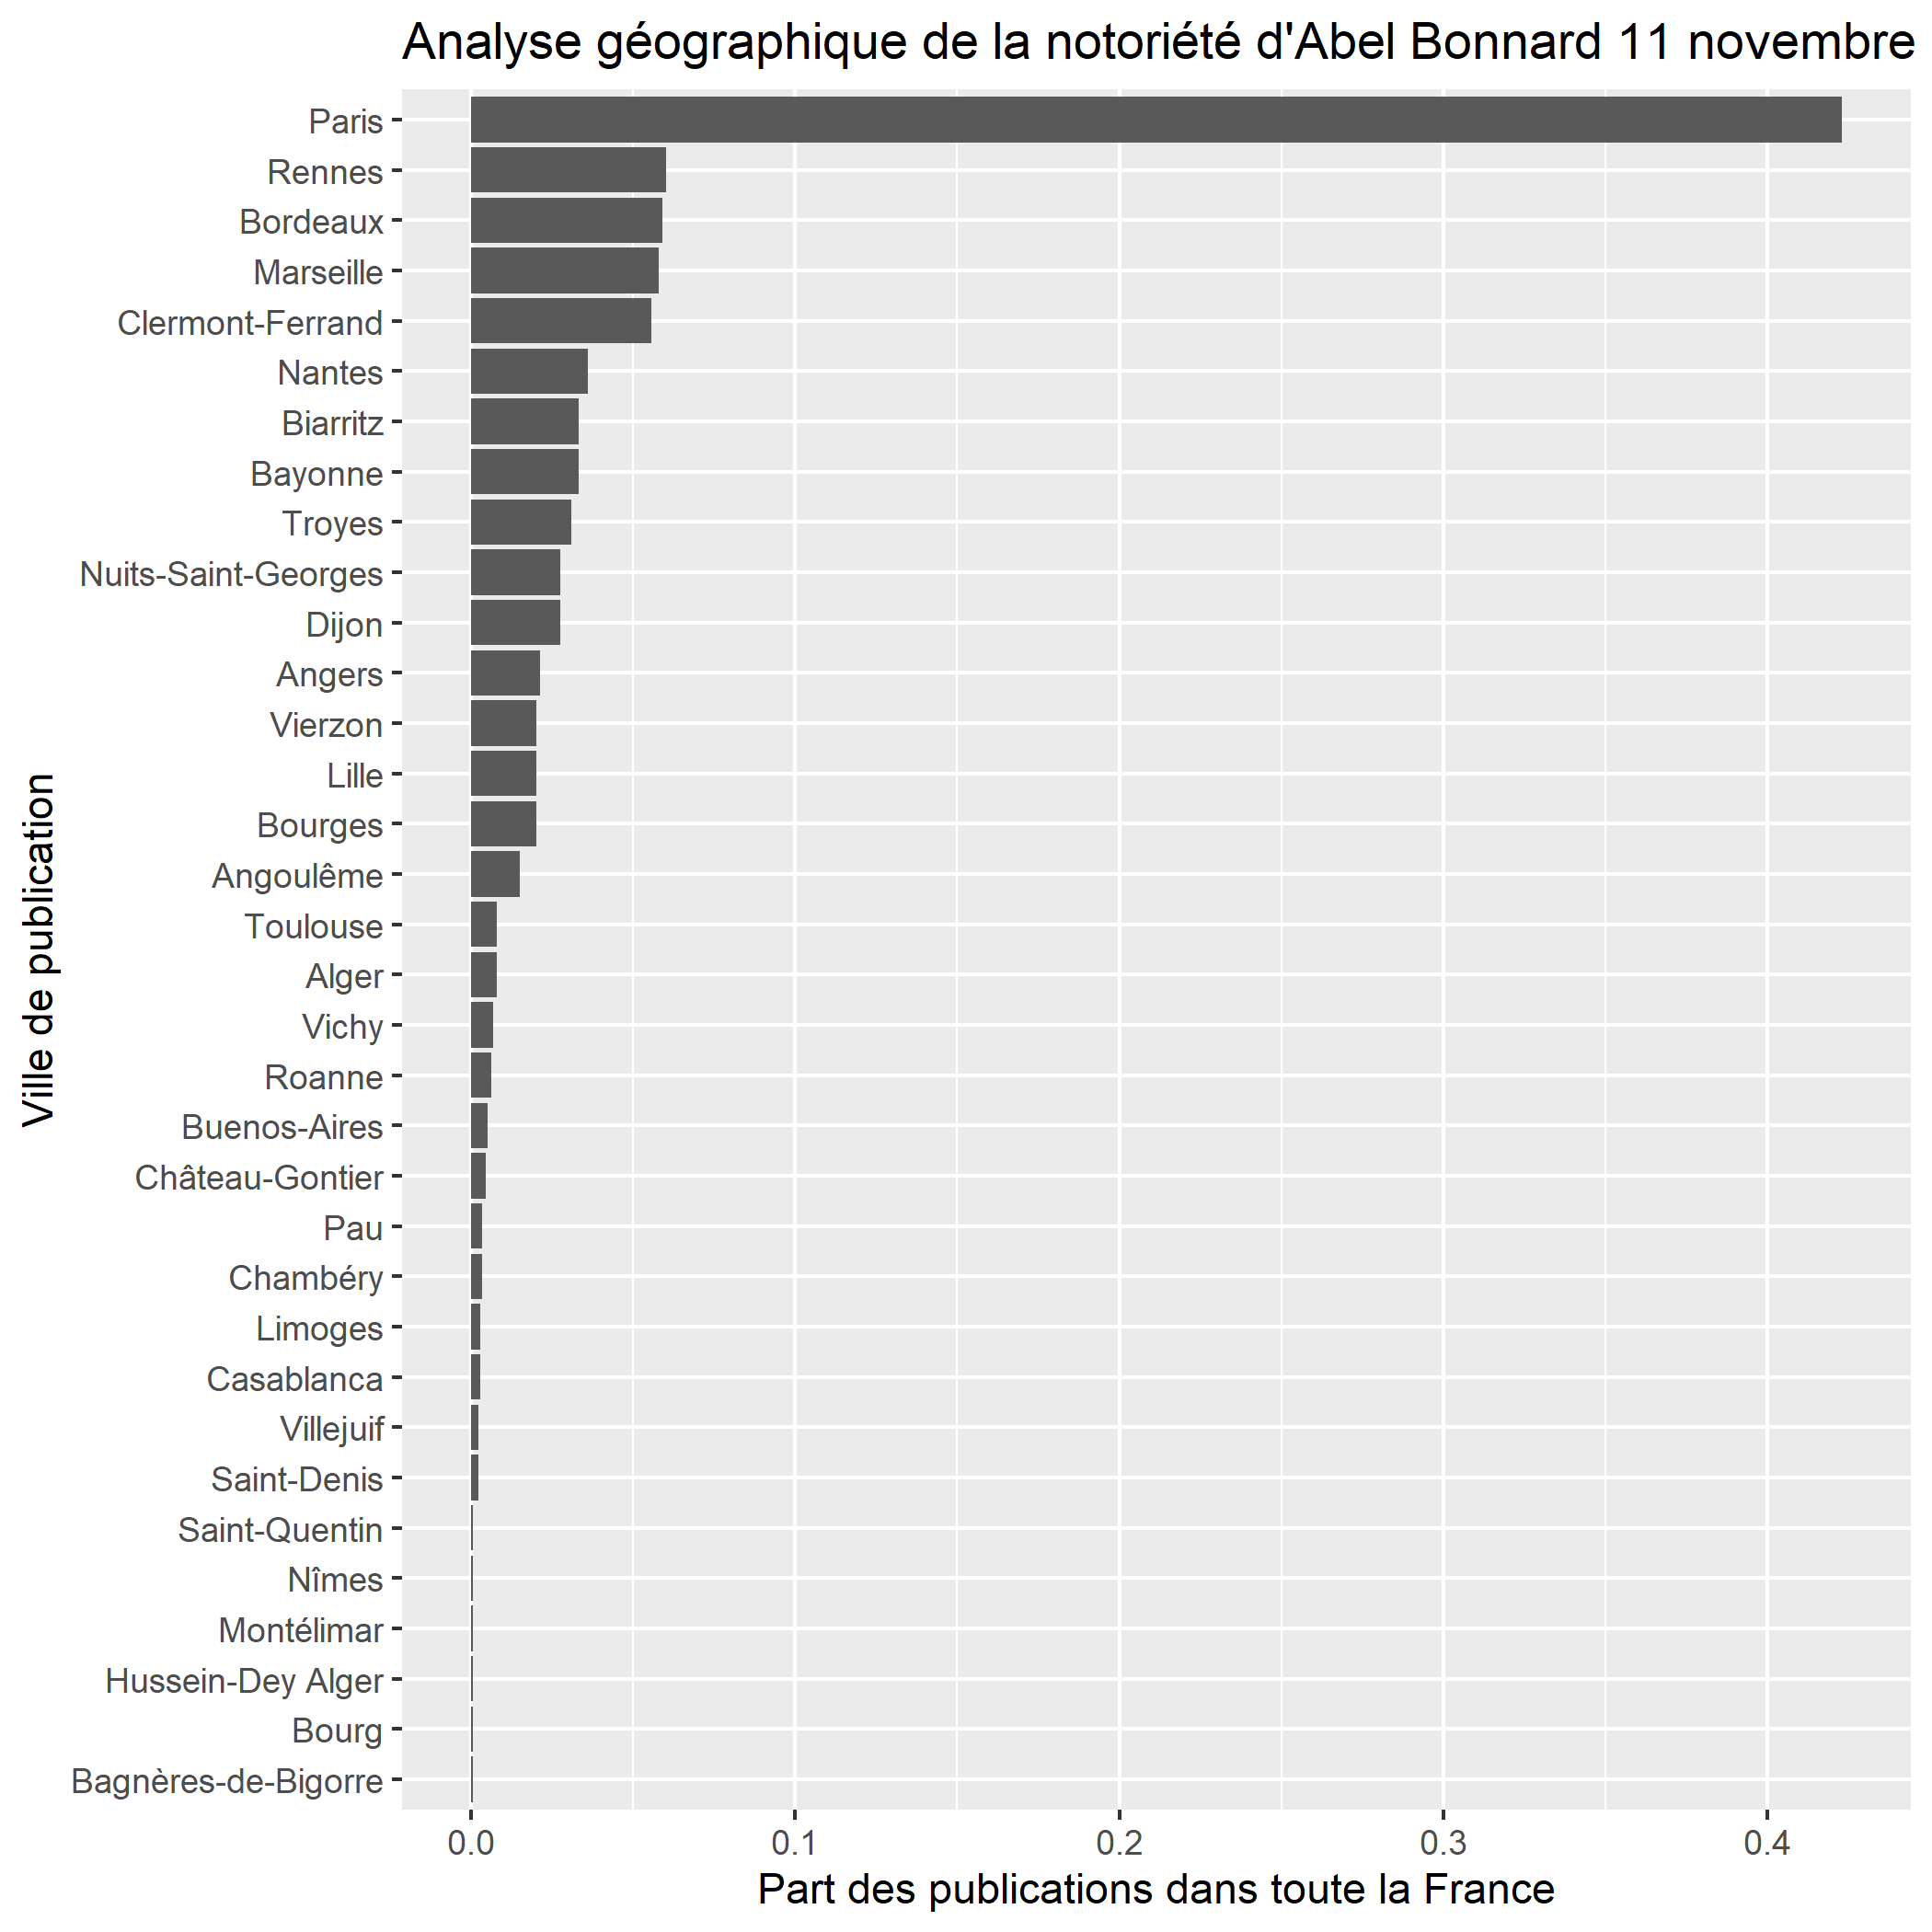 Analyse géographique de la notoriété d'Abel Bonnard 11 novembre
Ville de publication
Paris
Rennes
Bordeaux
Marseille
Clermont-Ferrand
Nantes
Biarritz
Bayonne
Troyes
Nuits-Saint-Georges
Dijon
Angers
Vierzon
Lille
Bourges
Angoulême
Toulouse
Alger
Vichy
Roanne
Buenos-Aires
Château-Gontier
Pau
Chambéry
Limoges
Casablanca
Villejuif
Saint-Denis
Saint-Quentin
Nîmes
Montélimar
Hussein-Dey Alger
Bourg
Bagnères-de-Bigorre
0.0 0.1 0.2 0.3 0.4
Part des publications dans toute la France